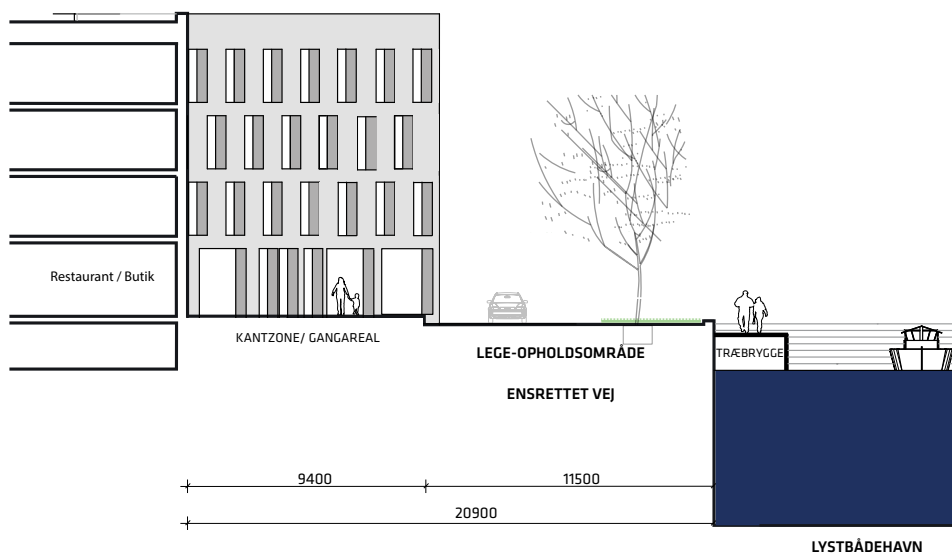 Restaurant / Butik
KANTZONE/ GANGAREAL
LEGE-OPHOLDSOMRÅDE
TRÆBRYGGE
ENSRETTET VEJ
9400
11500
20900
LYSTBÅDEHAVN